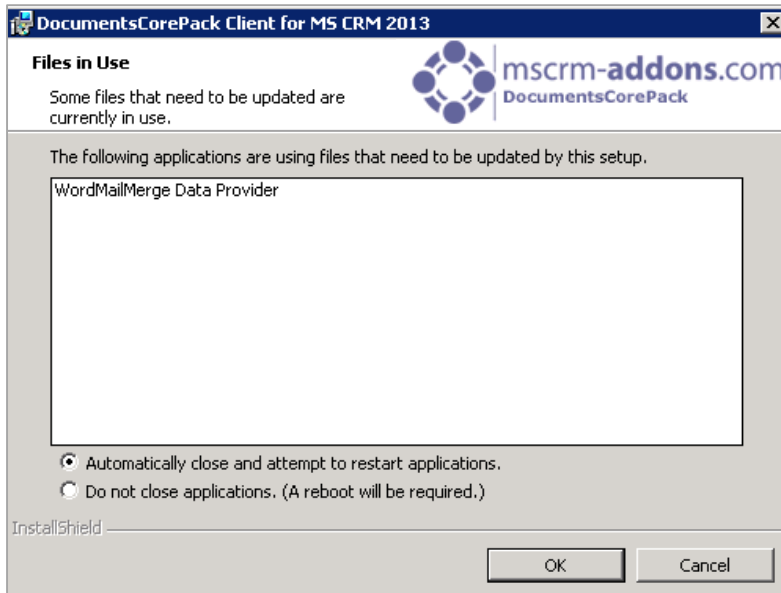 DocumentsCorePack Client for MS CRM 2013
Files in Use
Some files that need to be updated are
currently in use.
mscrm-addons.com
DocumentsCorePack
The following applications are using files that need to be updated by this setup.
WordMailMerge Data Provider
Automatically close and attempt to restart applications.
Do not close applications. (A reboot will be required.)
InstallShield
OK
Cancel